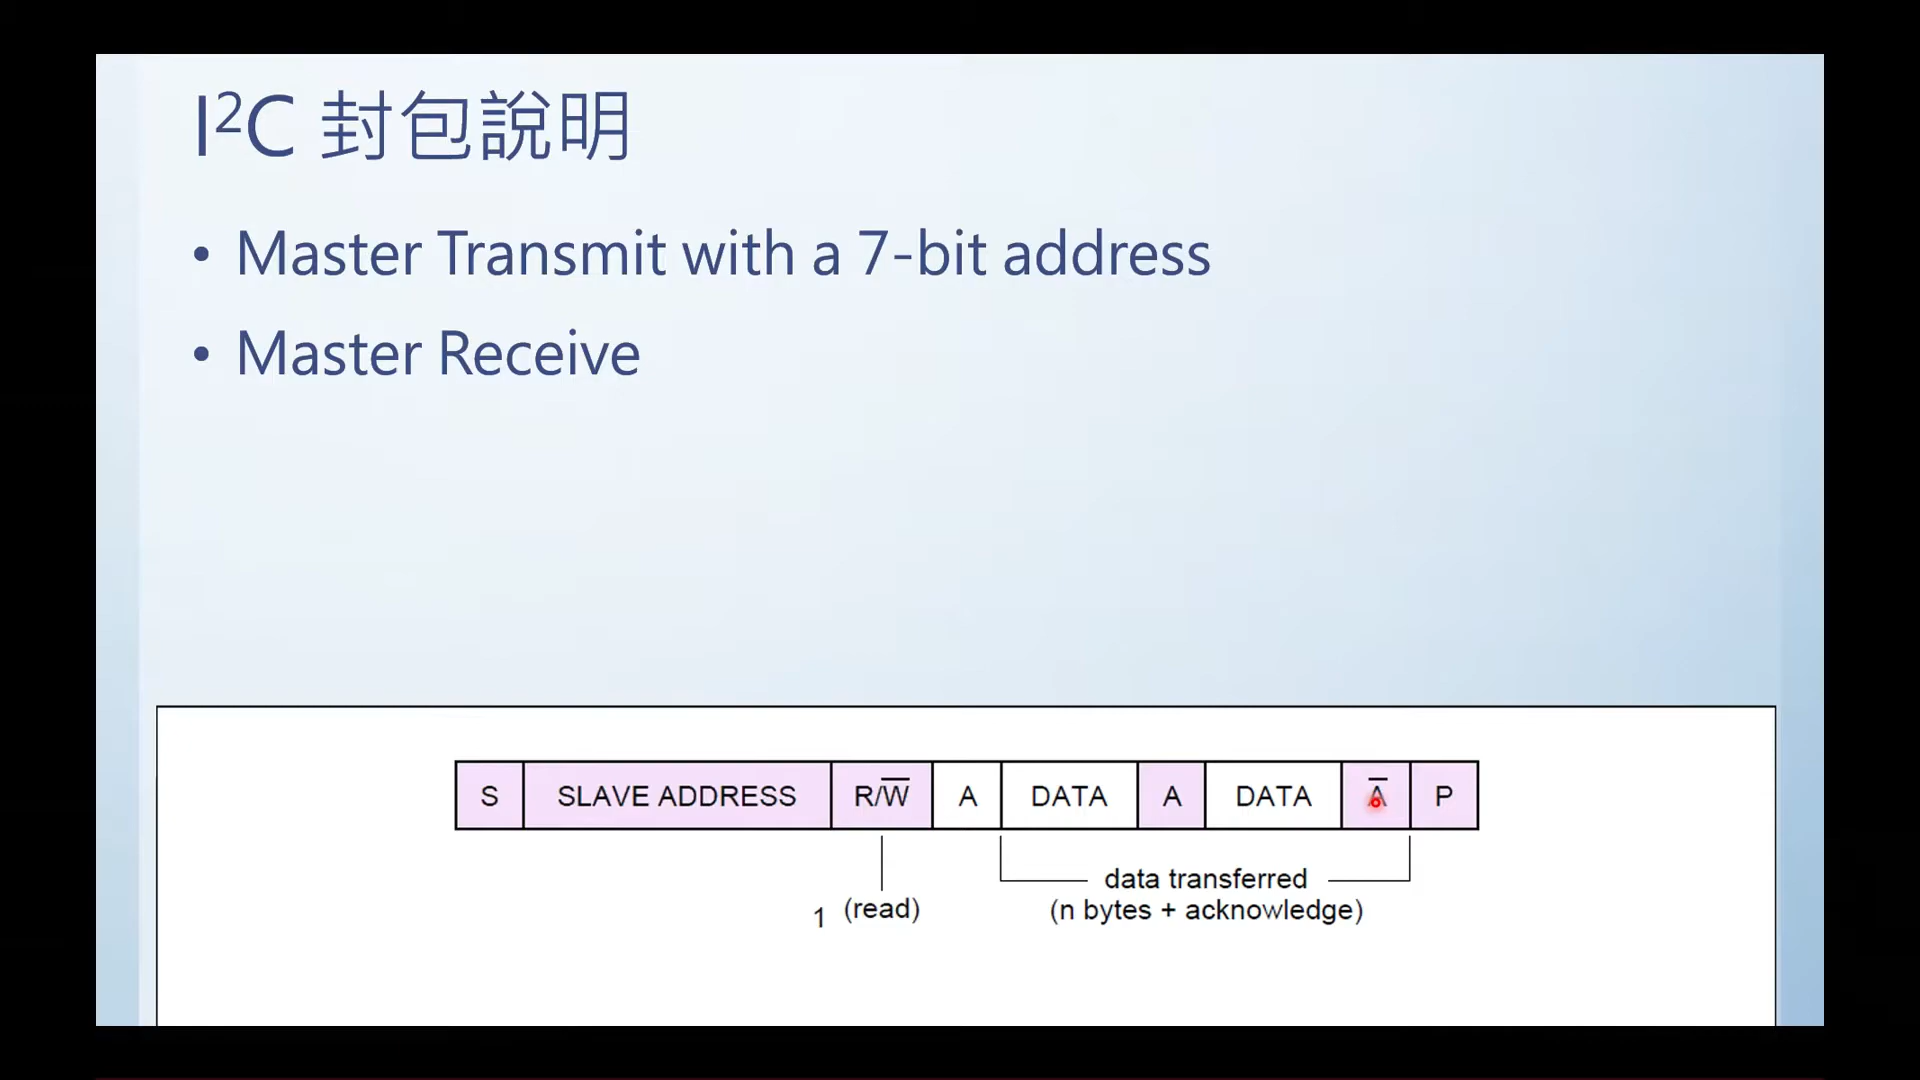 I²C 封包說明
• Master Transmit with a 7-bit address
• Master Receive
S SLAVE ADDRESS R/W̅ A DATA A DATA A̅ P
data transferred
1 (read) (n bytes + acknowledge)